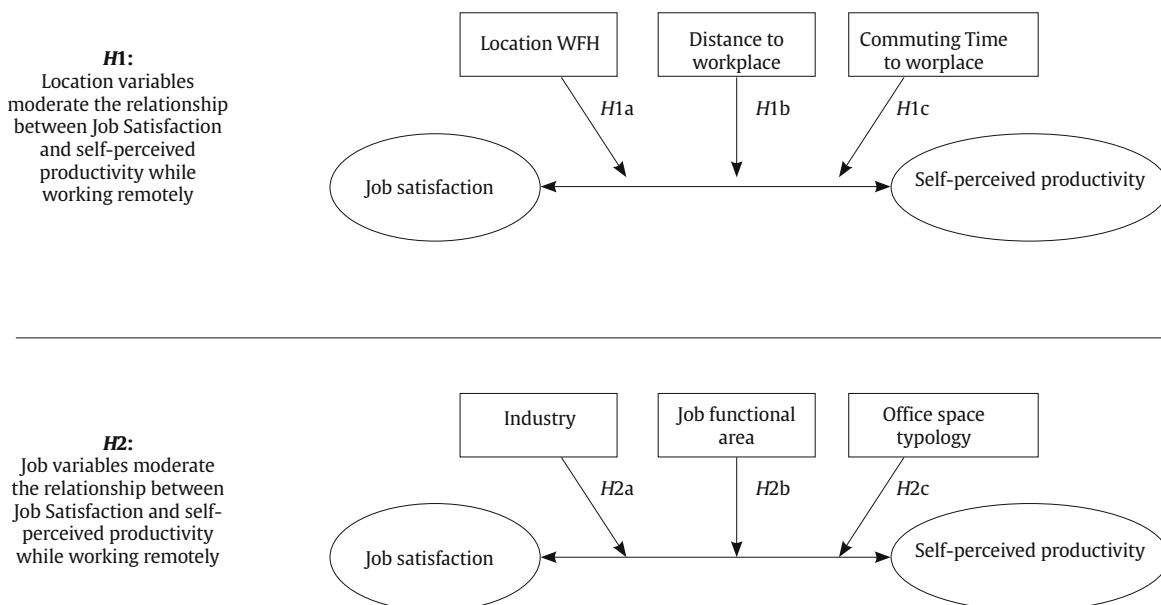 H1:
Location variables
moderate the relationship
between Job Satisfaction
and self-perceived
productivity while
working remotely
Location WFH
Distance to
workplace
Commuting Time
to worplace
H1a
H1b
H1c
Job satisfaction
Self-perceived productivity
H2:
Job variables moderate
the relationship between
Job Satisfaction and self-
perceived productivity
while working remotely
Industry
Job functional
area
Office space
typology
H2a
H2b
H2c
Job satisfaction
Self-perceived productivity